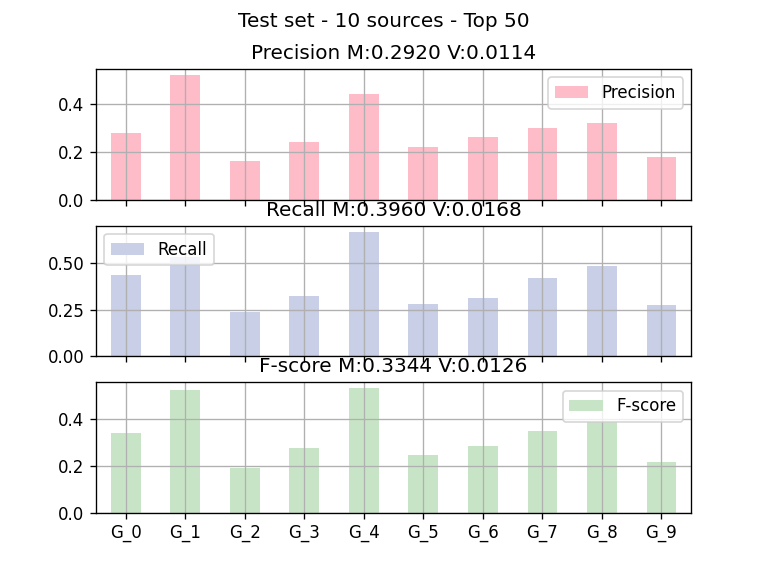 Test set - 10 sources - Top 50
Precision M:0.2920 V:0.0114
0.4
0.2
0.0
Precision
Recall M:0.3960 V:0.0168
0.50
0.25
0.00
Recall
F-score M:0.3344 V:0.0126
0.4
0.2
0.0
F-score
G_0 G_1 G_2 G_3 G_4 G_5 G_6 G_7 G_8 G_9